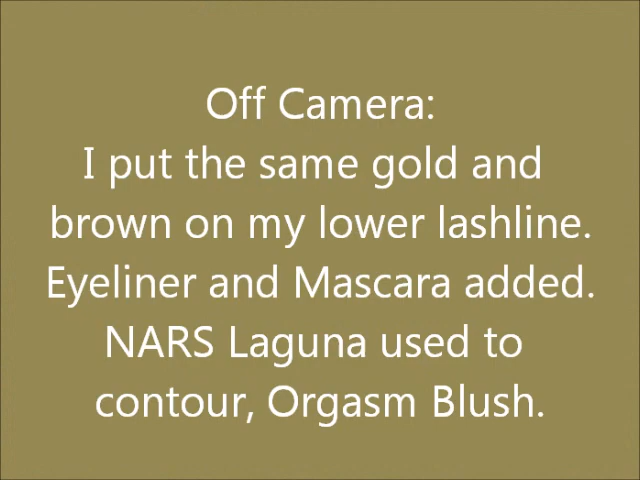 Off Camera:
I put the same gold and
brown on my lower lashline.
Eyeliner and Mascara added.
NARS Laguna used to
contour, Orgasm Blush.